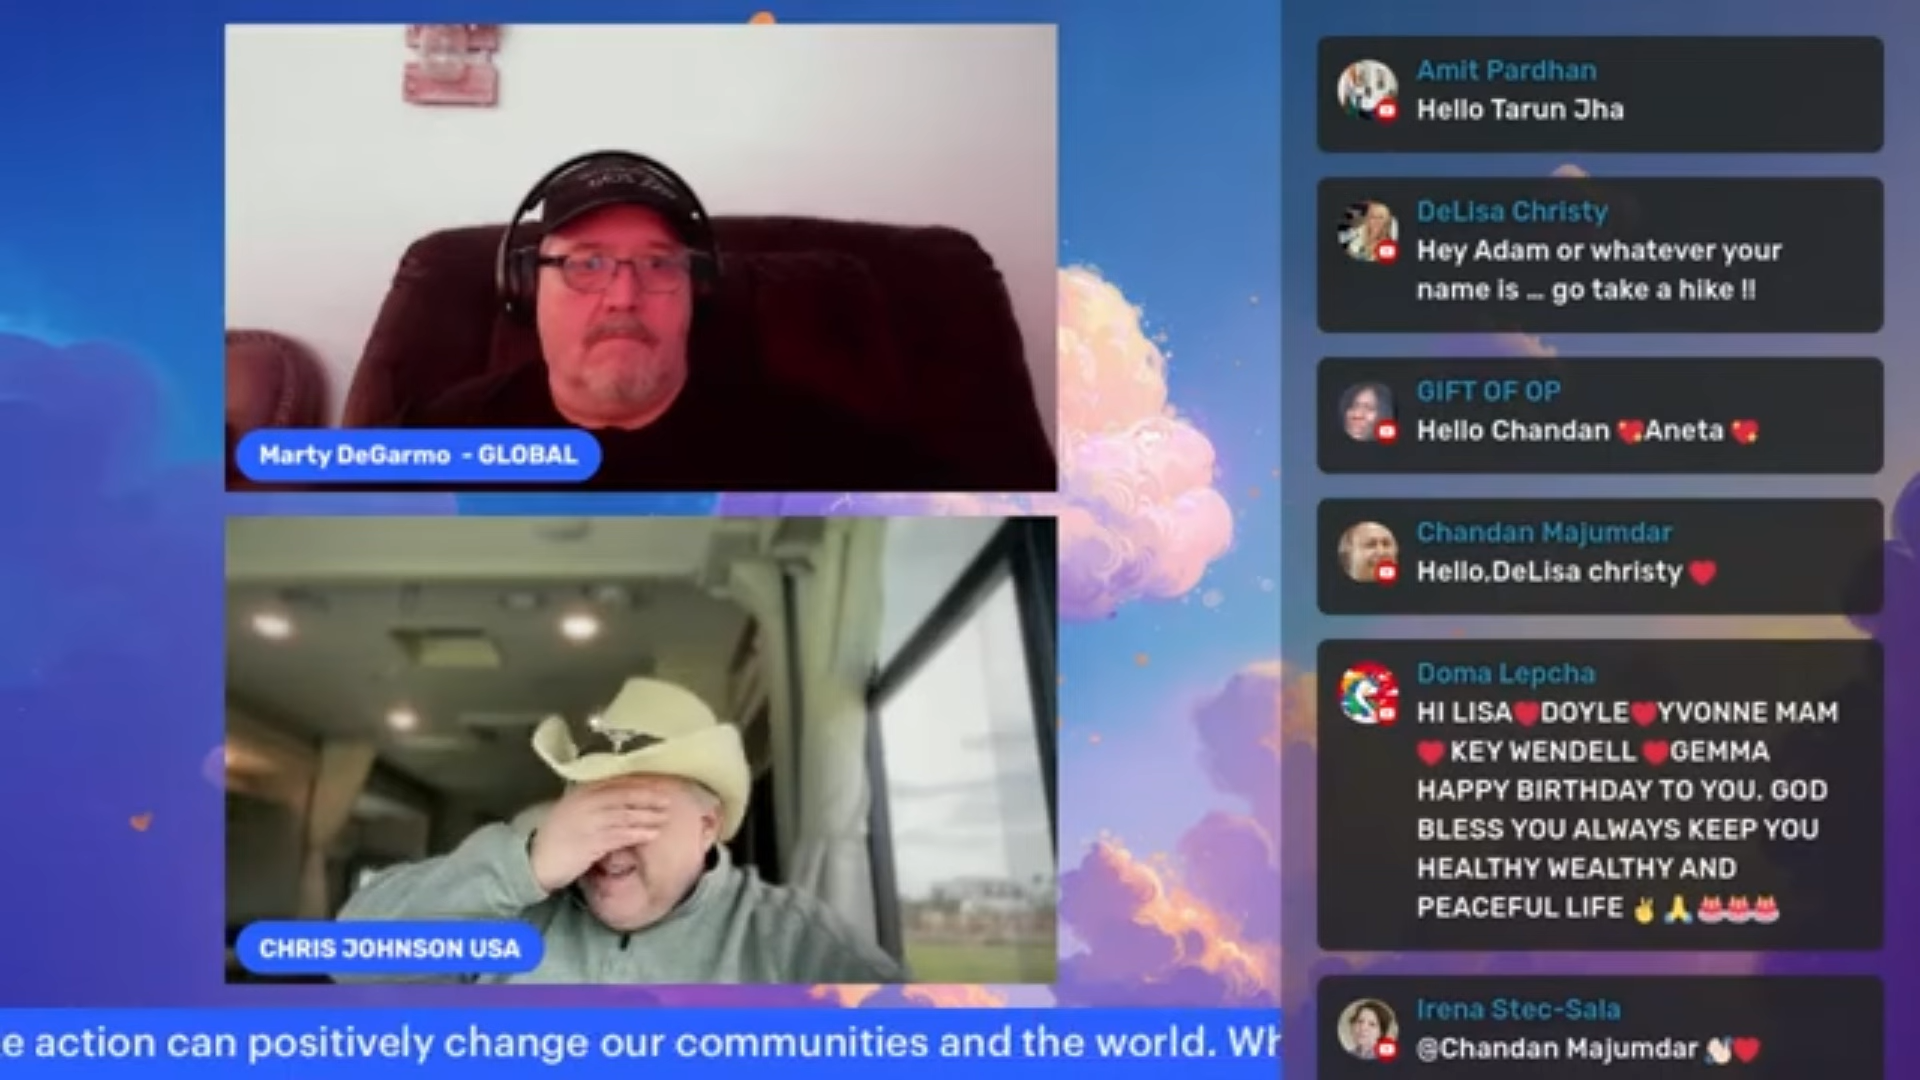 Marty DeGarmo - GLOBAL
CHRIS JOHNSON USA
e action can positively change our communities and the world. Wh
Amit Pardhan
Hello Tarun Jha
DeLisa Christy
Hey Adam or whatever your
name is ... go take a hike !!
GIFT OF OP
Hello Chandan 💖Aneta 💖
Chandan Majumdar
Hello.DeLisa christy ❤️
Doma Lepcha
HI LISA❤️DOYLE❤️YVONNE MAM
❤️ KEY WENDELL ❤️GEMMA
HAPPY BIRTHDAY TO YOU. GOD
BLESS YOU ALWAYS KEEP YOU
HEALTHY WEALTHY AND
PEACEFUL LIFE ✌️🙏🎂🎂🎂
Irena Stec-Sala
@Chandan Majumdar 👋🏻❤️